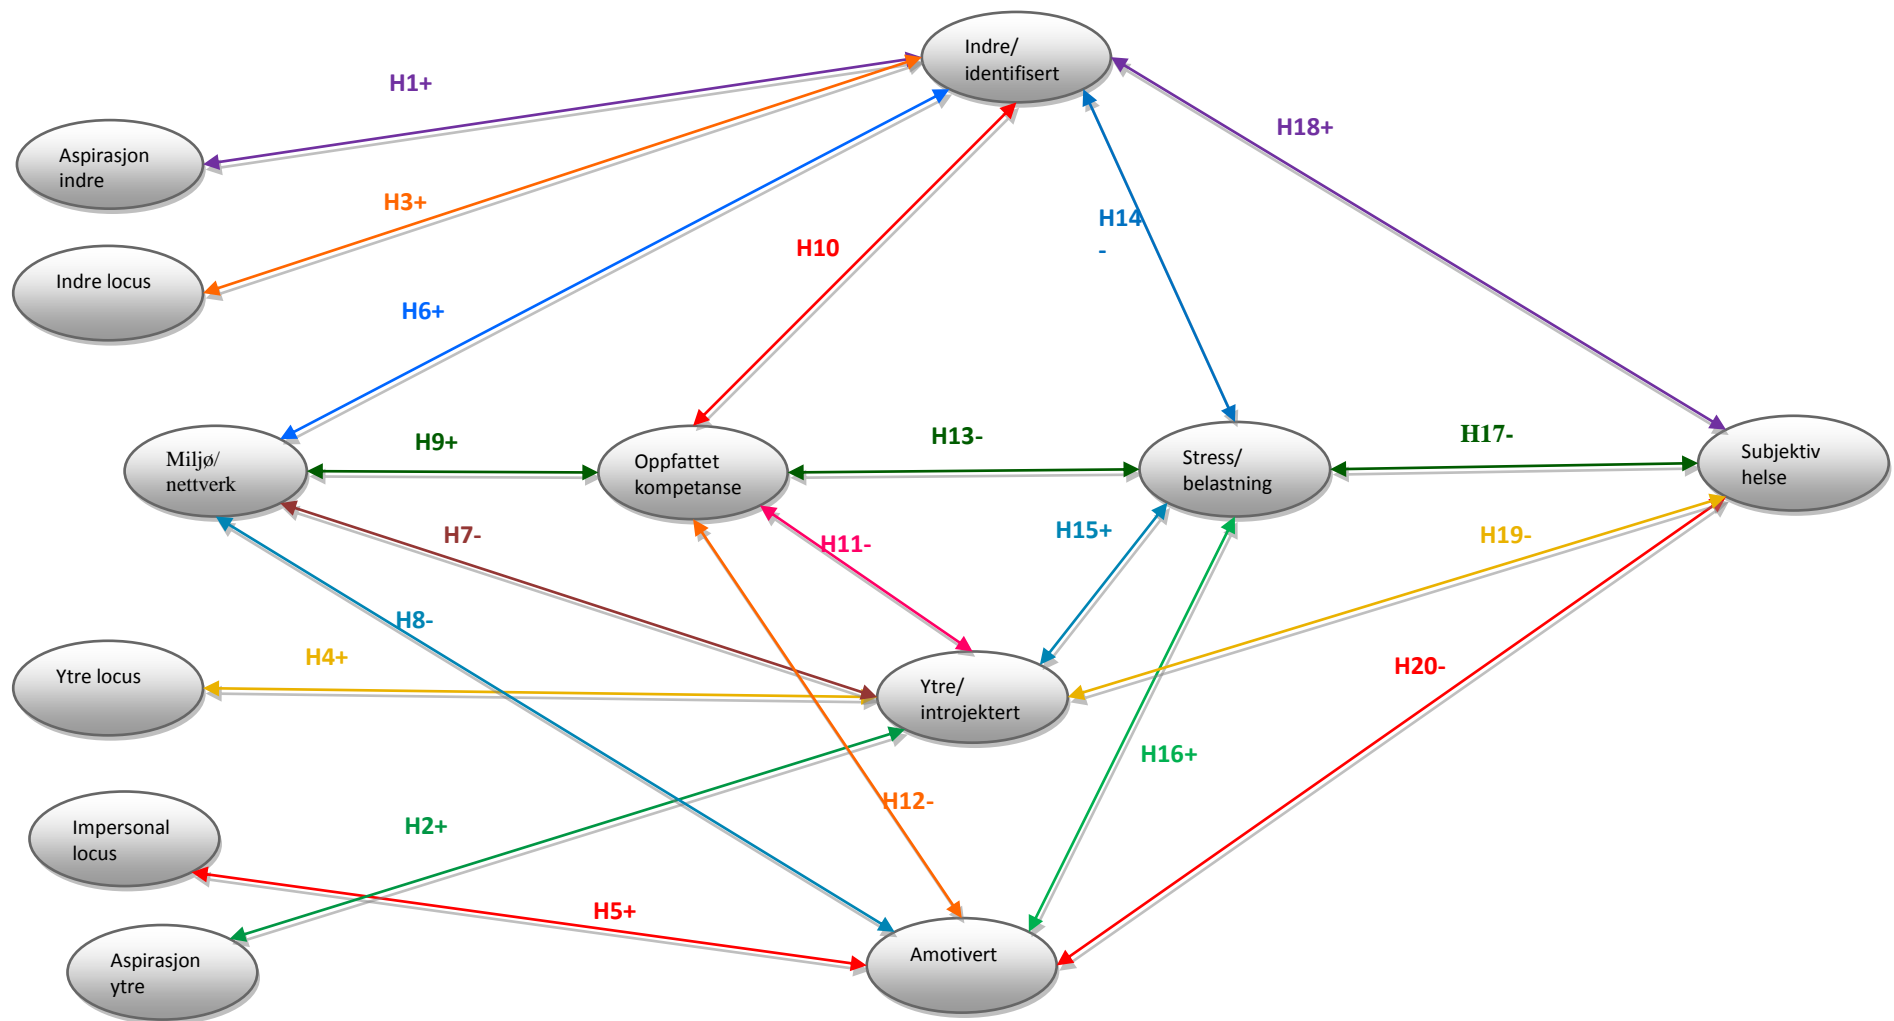 Indre/
identifisert
H1+
H18+
Aspirasjon
indre
H3+
H14
-
H10
Indre locus
H6+
H9+
H13-
H17-
Miljø/
nettverk
Oppfattet
kompetanse
Stress/
belastning
Subjektiv
helse
H7-
H11-
H15+
H19-
H8-
H4+
Ytre locus
Ytre/
introjektert
H20-
H16+
H12-
H2+
Impersonal
locus
H5+
Aspirasjon
ytre
Amotivert